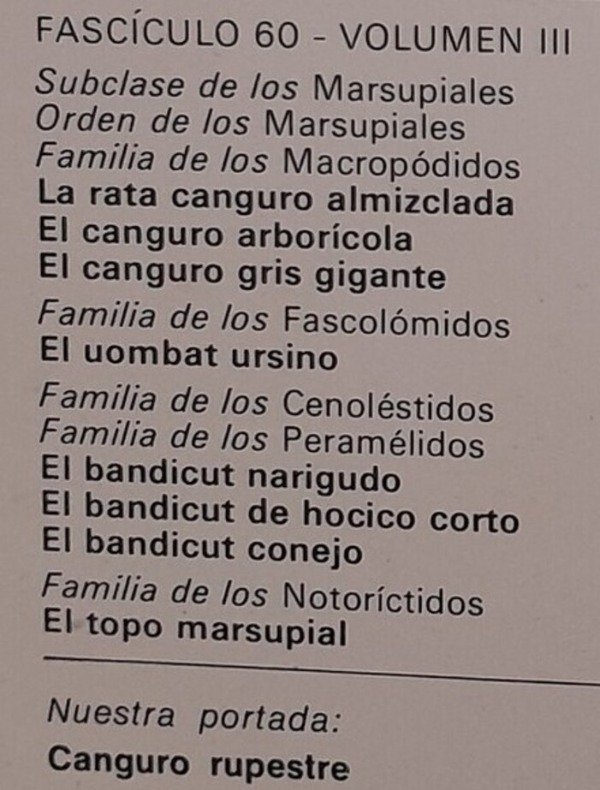 FASCÍCULO 60 - VOLUMEN III
Subclase de los Marsupiales
Orden de los Marsupiales
Familia de los Macropódidos
La rata canguro almizclada
El canguro arborícola
El canguro gris gigante
Familia de los Fascolómidos
El uombat ursino
Familia de los Cenoléstidos
Familia de los Peramélidos
El bandicut narigudo
El bandicut de hocico corto
El bandicut conejo
Familia de los Notoríctidos
El topo marsupial
Nuestra portada:
Canguro rupestre